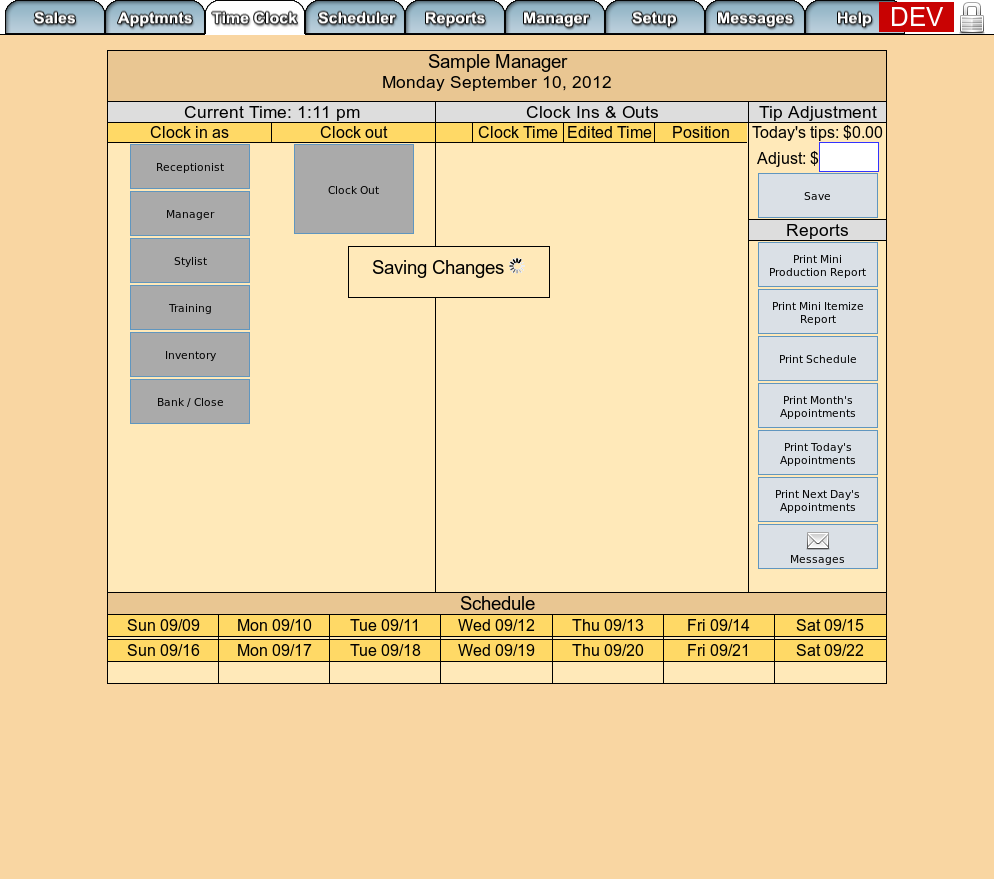 Sales Apptmnts Time Clock Scheduler Reports Manager Setup Messages Help DEV
Sample Manager
Monday September 10, 2012
Current Time: 1:11 pm
Clock Ins & Outs
Tip Adjustment
Clock in as
Clock out
Clock Time
Edited Time
Position
Today's tips: $0.00
Adjust: $
Save
Receptionist
Manager
Stylist
Training
Inventory
Bank / Close
Clock Out
Saving Changes
Reports
Print Mini
Production Report
Print Mini Itemize
Report
Print Schedule
Print Month's
Appointments
Print Today's
Appointments
Print Next Day's
Appointments
Messages
Schedule
Sun 09/09 Mon 09/10 Tue 09/11 Wed 09/12 Thu 09/13 Fri 09/14 Sat 09/15
Sun 09/16 Mon 09/17 Tue 09/18 Wed 09/19 Thu 09/20 Fri 09/21 Sat 09/22